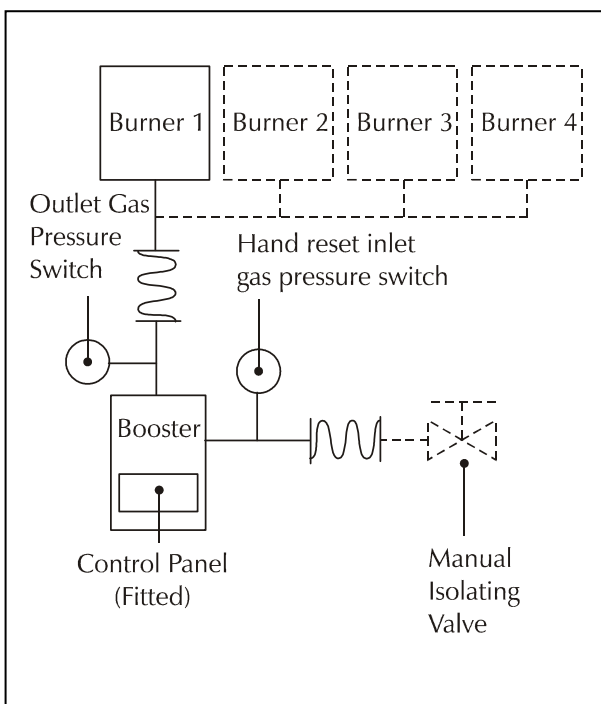 Burner 1
Burner 2
Burner 3
Burner 4
Outlet Gas
Pressure
Switch
Hand reset inlet
gas pressure switch
Booster
Control Panel
(Fitted)
Manual
Isolating
Valve